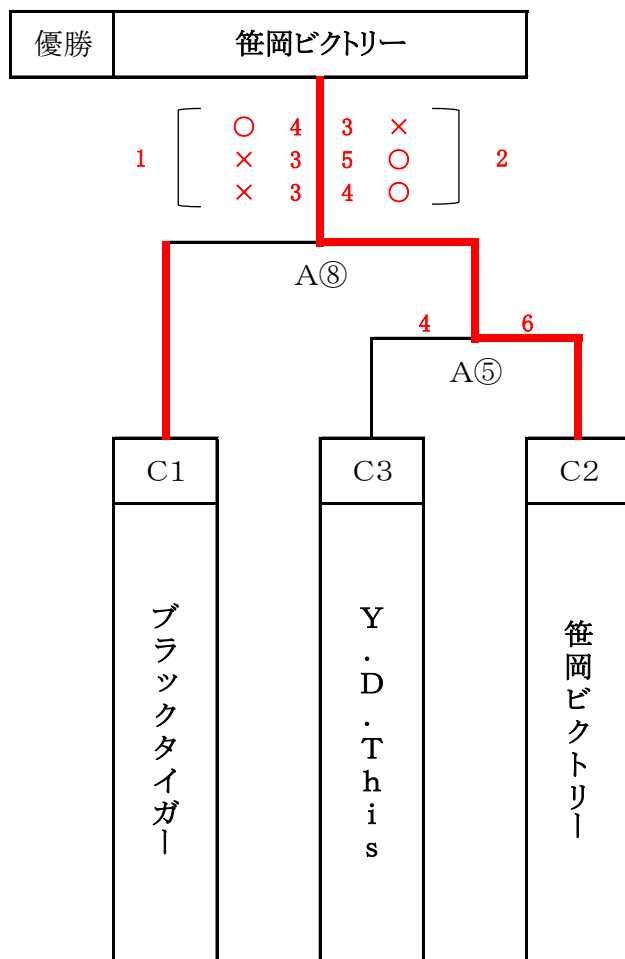 優勝 笹岡ビクトリー
○ 4 3 ×
1 × 3 5 ○ 2
× 3 4 ○
A⑧
4 6
A⑤
C1 C3 C2
ブラックタイガー
Y.D.This
笹岡ビクトリー